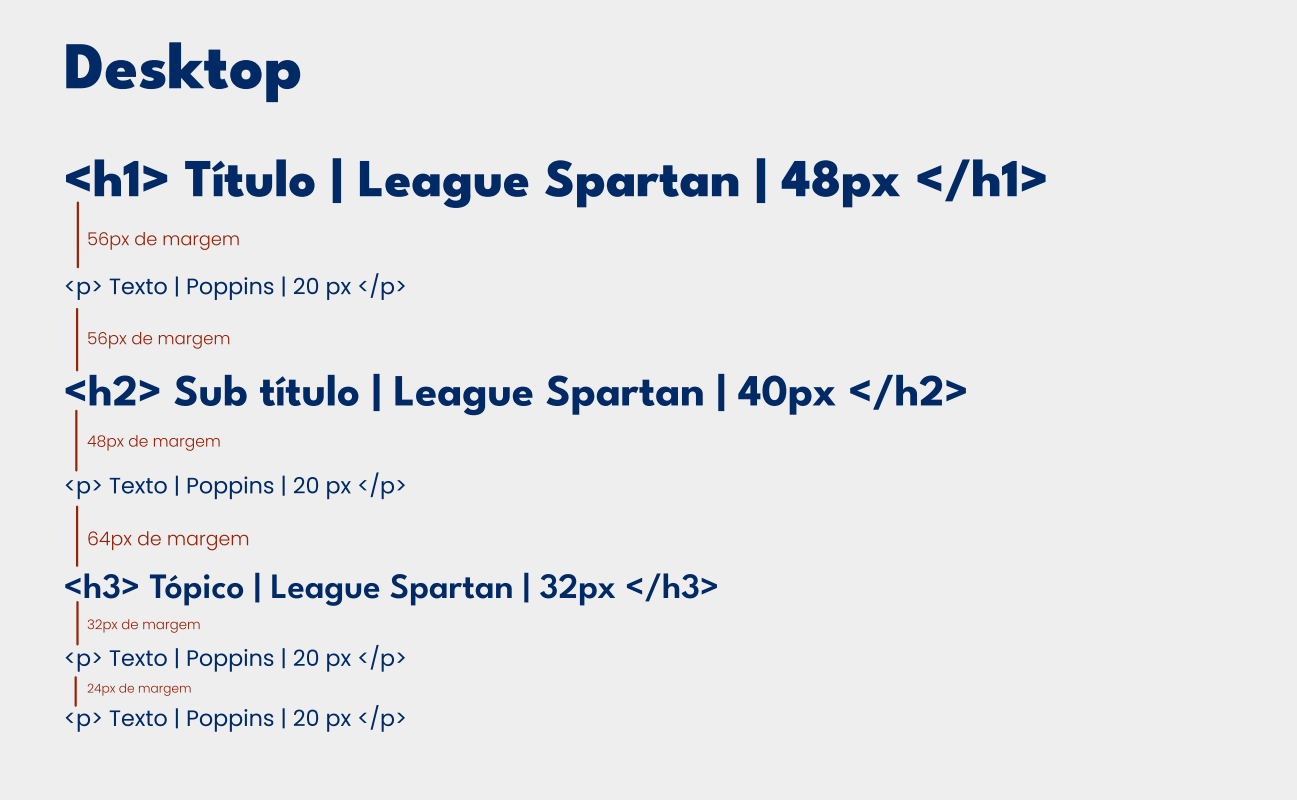 Desktop
<h1> Título | League Spartan | 48px </h1>
56px de margem
<p> Texto | Poppins | 20 px </p>
56px de margem
<h2> Sub título | League Spartan | 40px </h2>
48px de margem
<p> Texto | Poppins | 20 px </p>
64px de margem
<h3> Tópico | League Spartan | 32px </h3>
32px de margem
<p> Texto | Poppins | 20 px </p>
24px de margem
<p> Texto | Poppins | 20 px </p>